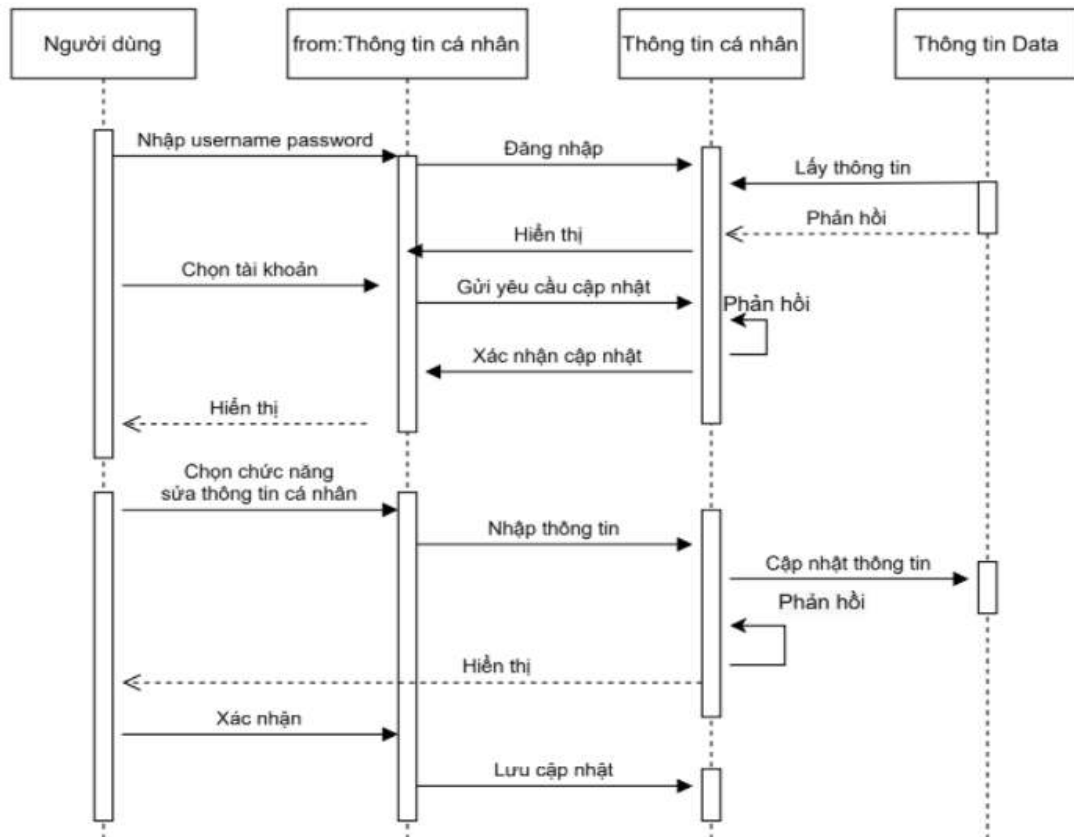 Người dùng
from:Thông tin cá nhân
Thông tin cá nhân
Thông tin Data
Nhập username password
Đăng nhập
Lấy thông tin
Phản hồi
Hiển thị
Chọn tài khoản
Gửi yêu cầu cập nhật
Phản hồi
Xác nhận cập nhật
Hiển thị
Chọn chức năng
sửa thông tin cá nhân
Nhập thông tin
Cập nhật thông tin
Phản hồi
Hiển thị
Xác nhận
Lưu cập nhật